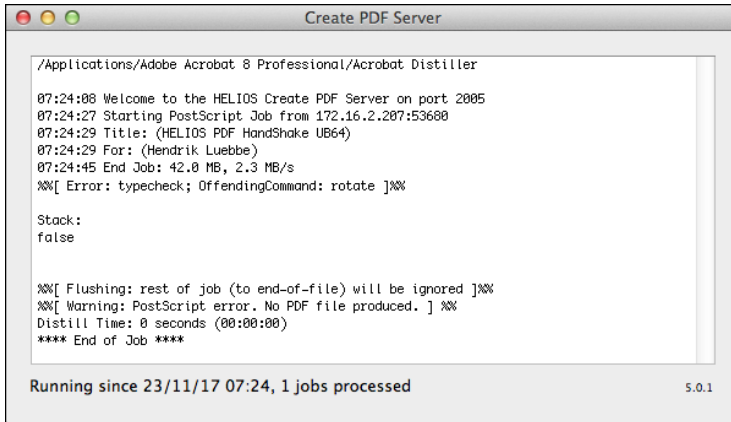 Create PDF Server
/Applications/Adobe Acrobat 8 Professional/Acrobat Distiller
07:24:08 Welcome to the HELIOS Create PDF Server on port 2005
07:24:27 Starting PostScript Job from 172.16.2.207:53680
07:24:29 Title: (HELIOS PDF HandShake UB64)
07:24:29 For: (Hendrik Luebbe)
07:24:45 End Job: 42.0 MB, 2.3 MB/s
%%[ Error: typecheck; OffendingCommand: rotate ]%%
Stack:
false
%%[ Flushing: rest of job (to end-of-file) will be ignored ]%%
%%[ Warning: PostScript error. No PDF file produced. ] %%
Distill Time: 0 seconds (00:00:00)
**** End of Job ****
Running since 23/11/17 07:24, 1 jobs processed
5.0.1